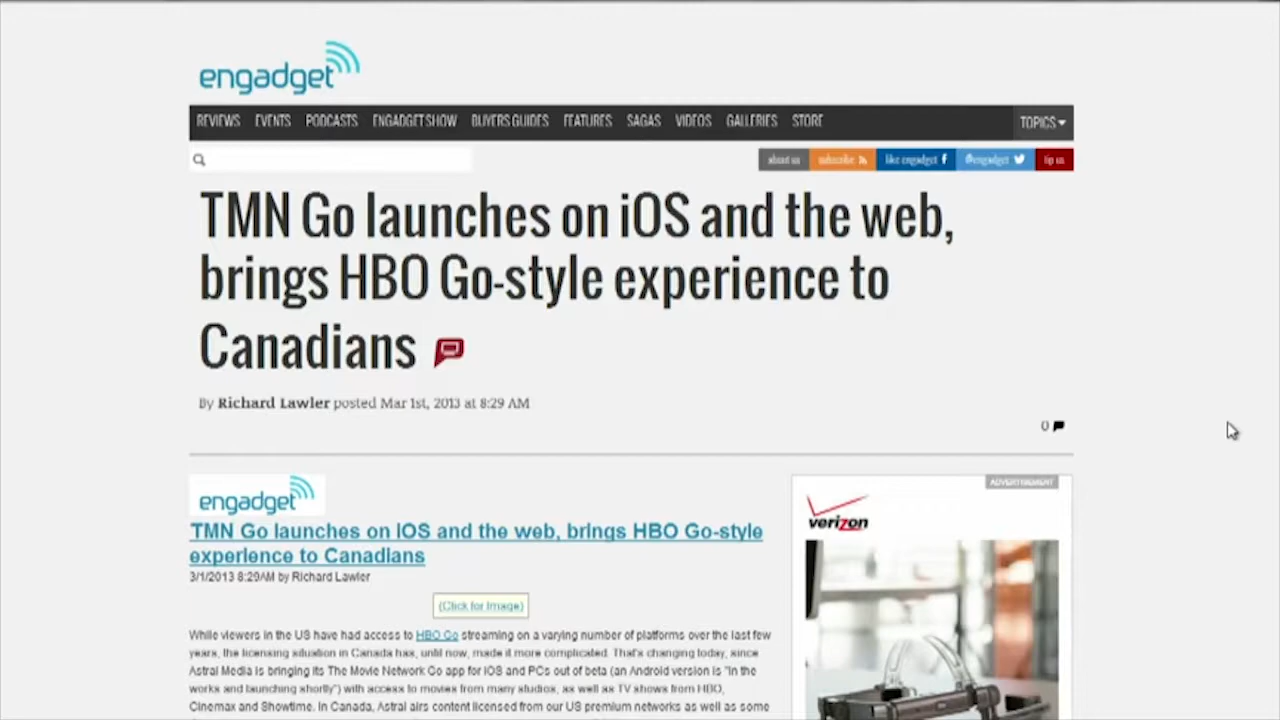 engadget
REVIEWS EVENTS PODCASTS ENGADGET SHOW BUYERS GUIDES FEATURES SAGAS VIDEOS GALLERIES STORE TOPICS
about us subscribe like engadget f @engadget tip us
TMN Go launches on iOS and the web,
brings HBO Go-style experience to
Canadians
By Richard Lawler posted Mar 1st, 2013 at 8:29 AM
0
engadget
TMN Go launches on iOS and the web, brings HBO Go-style
experience to Canadians
3/1/2013 8:29AM by Richard Lawler
(Click for Image)
While viewers in the US have had access to HBO Go streaming on a varying number of platforms over the last few
years, the licensing situation in Canada has, until now, made it more complicated. That's changing today, since
Astral Media is bringing its The Movie Network Go app for iOS and PCs out of beta (an Android version is "in the
works and launching shortly") with access to movies from many studios, as well as TV shows from HBO,
Cinemax and Showtime. In Canada, Astral airs content licensed from our US premium networks as well as some
ADVERTISEMENT
verizon